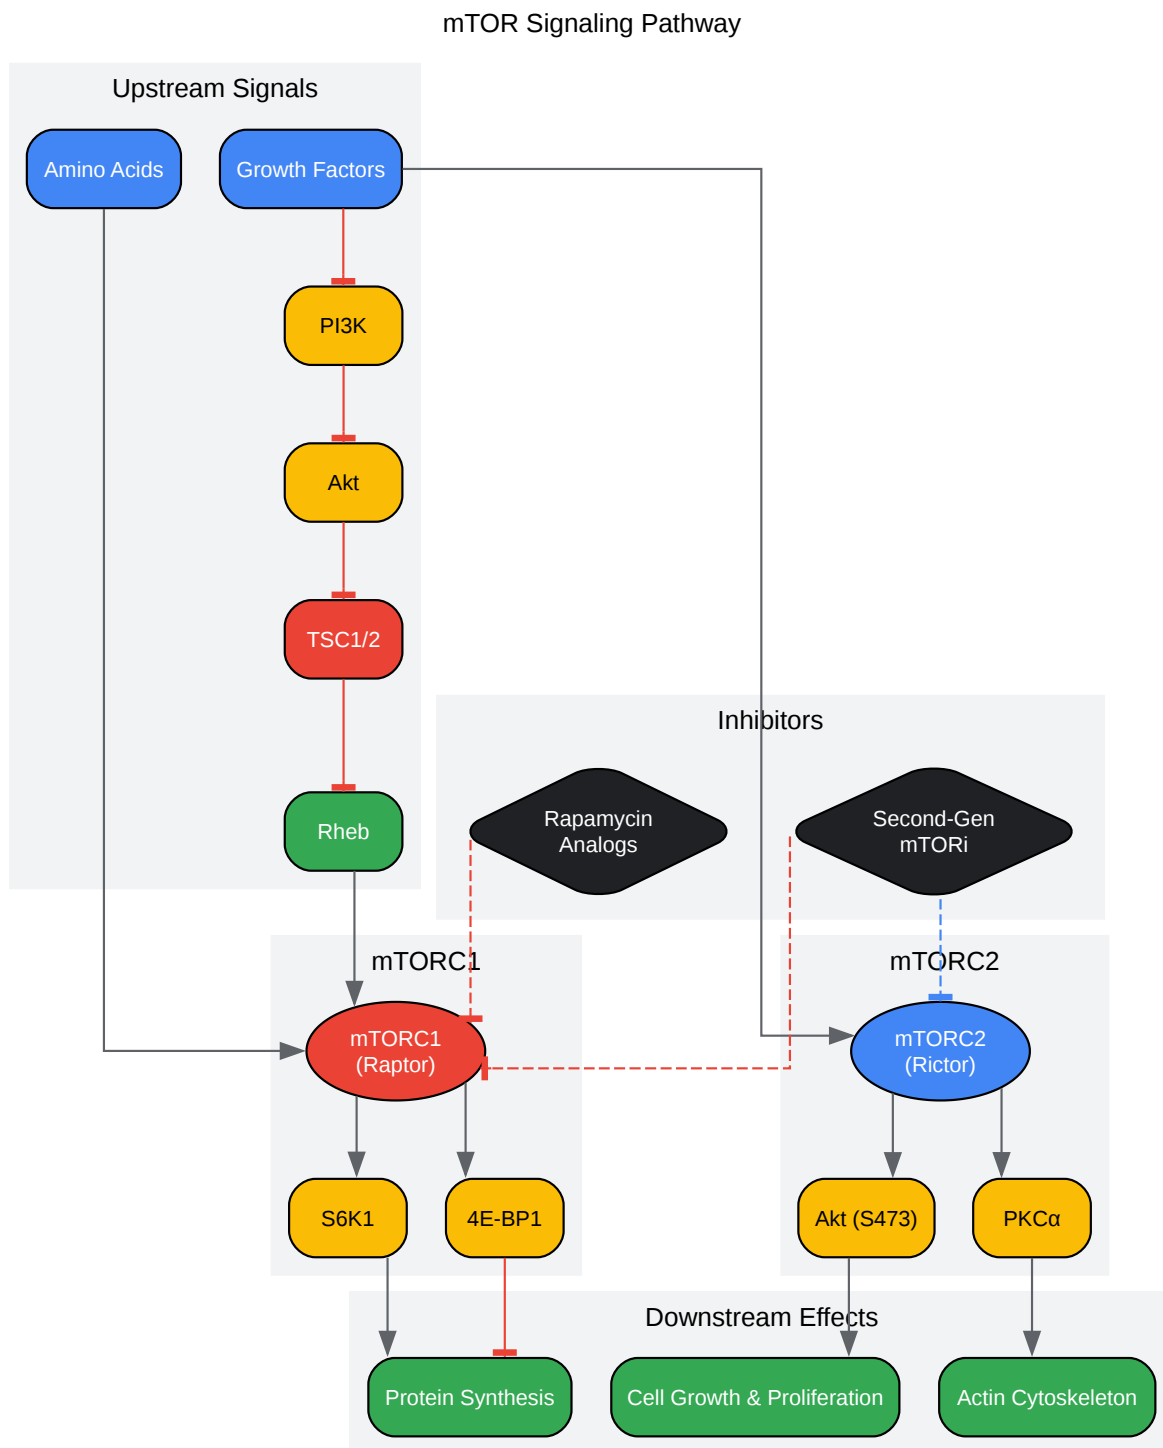 mTOR Signaling Pathway
Upstream Signals
Amino Acids
Growth Factors
PI3K
Akt
TSC1/2
Rheb
Inhibitors
Rapamycin
Analogs
Second-Gen
mTORi
mTORC1
mTORC1
(Raptor)
S6K1
4E-BP1
mTORC2
mTORC2
(Rictor)
Akt (S473)
PKCα
Downstream Effects
Protein Synthesis
Cell Growth & Proliferation
Actin Cytoskeleton